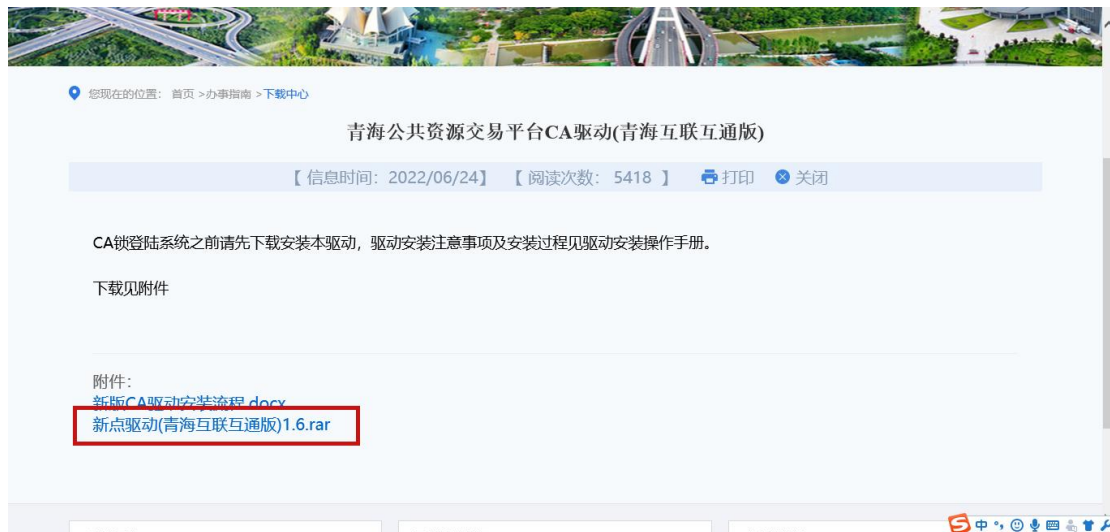 您现在的位置： 首页 >办事指南 >下载中心
青海公共资源交易平台CA驱动(青海互联互通版)
【 信息时间： 2022/06/24】 【 阅读次数： 5418 】 打印 关闭
CA锁登陆系统之前请先下载安装本驱动，驱动安装注意事项及安装过程见驱动安装操作手册。
下载见附件
附件：
新版CA驱动安装流程.docx
新点驱动(青海互联互通版)1.6.rar
中